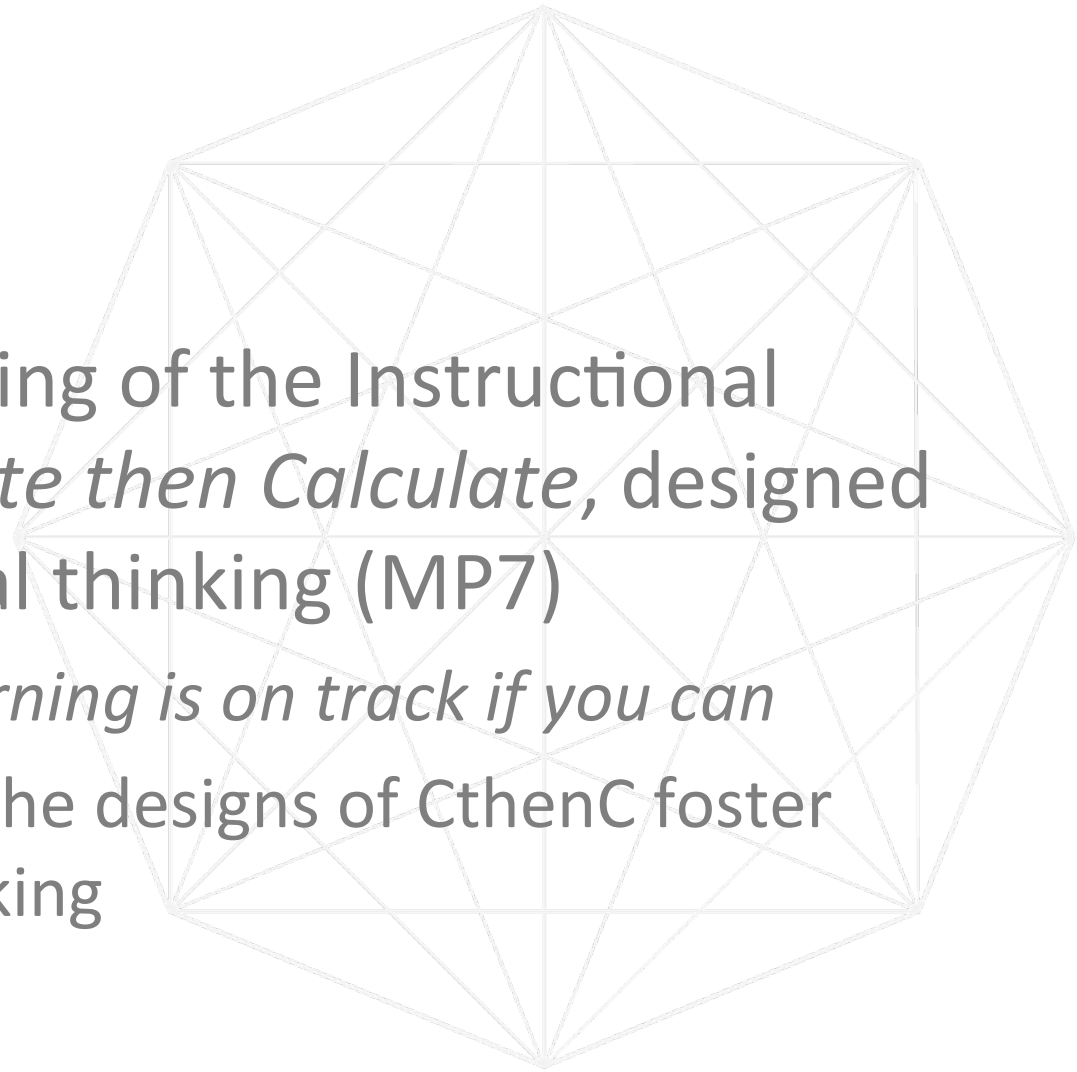 ing of the Instructional
te then Calculate, designed
al thinking (MP7)
rning is on track if you can
he designs of CthenC foster
king